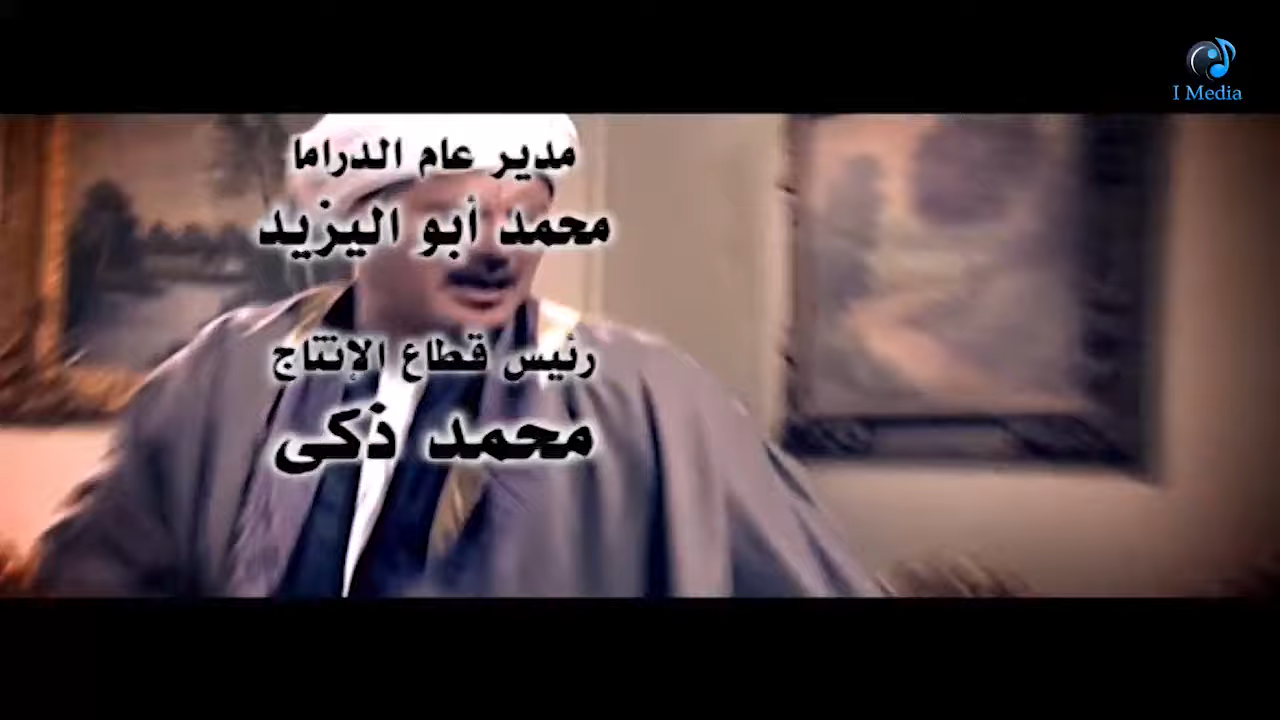 I Media
مدير عام الدراما
محمد أبو اليزيد
رئيس قطاع الإنتاج
محمد ذكى